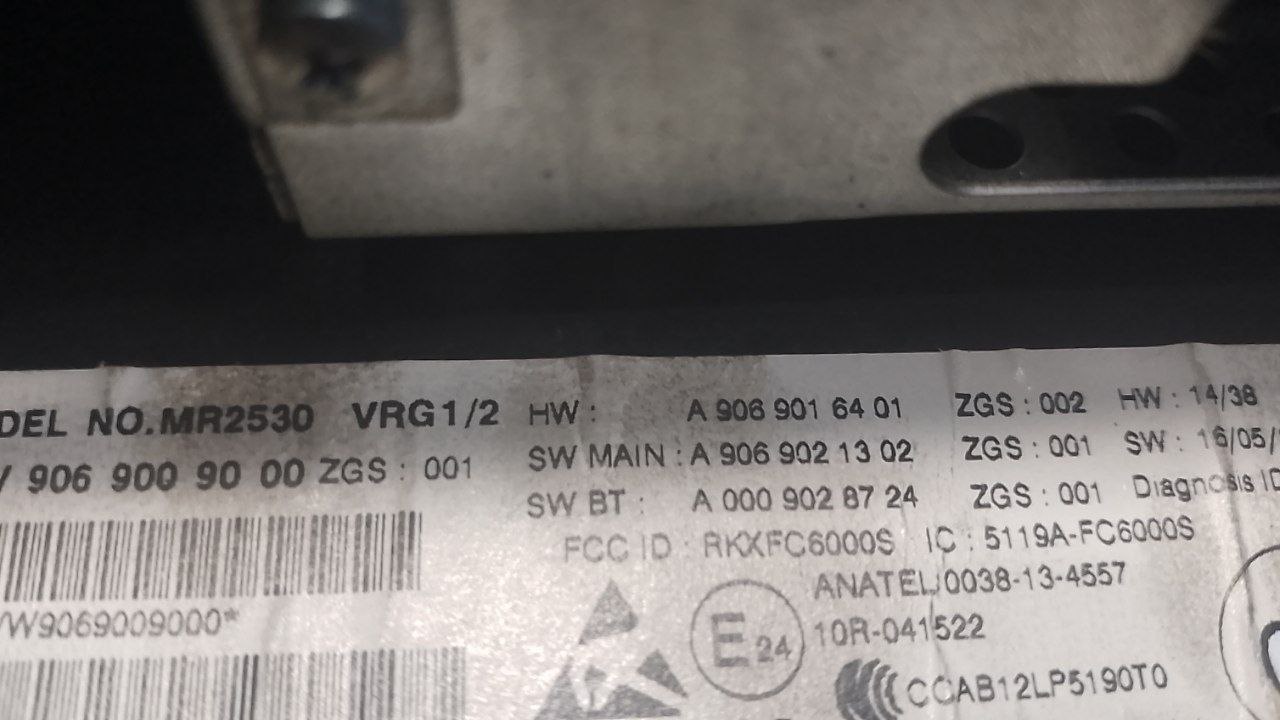 DEL NO.MR2530 VRG1/2
906 900 90 00 ZGS : 001
W9069009000*
HW : A 906 901 64 01 ZGS : 002 HW : 14/38
SW MAIN : A 906 902 13 02 ZGS : 001 SW : 16/05/
SW BT : A 000 902 87 24 ZGS : 001 Diagnosis ID
FCC ID : RKXFC6000S IC : 5119A-FC6000S
ANATEL:0038-13-4557
E24 10R-041522
CCAB12LP5190T0